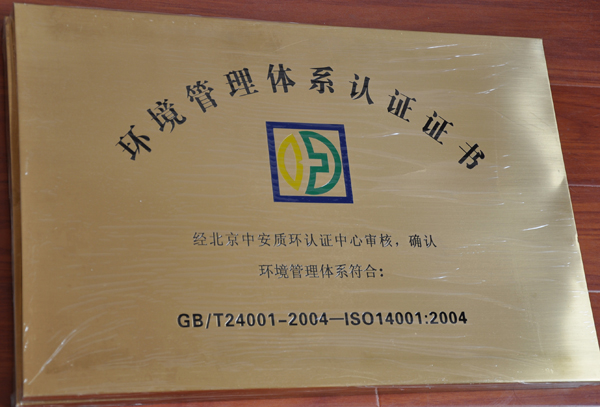 环境管理体系认证证书
经北京中安质环认证中心审核，确认
环境管理体系符合：
GB/T24001-2004—ISO14001:2004